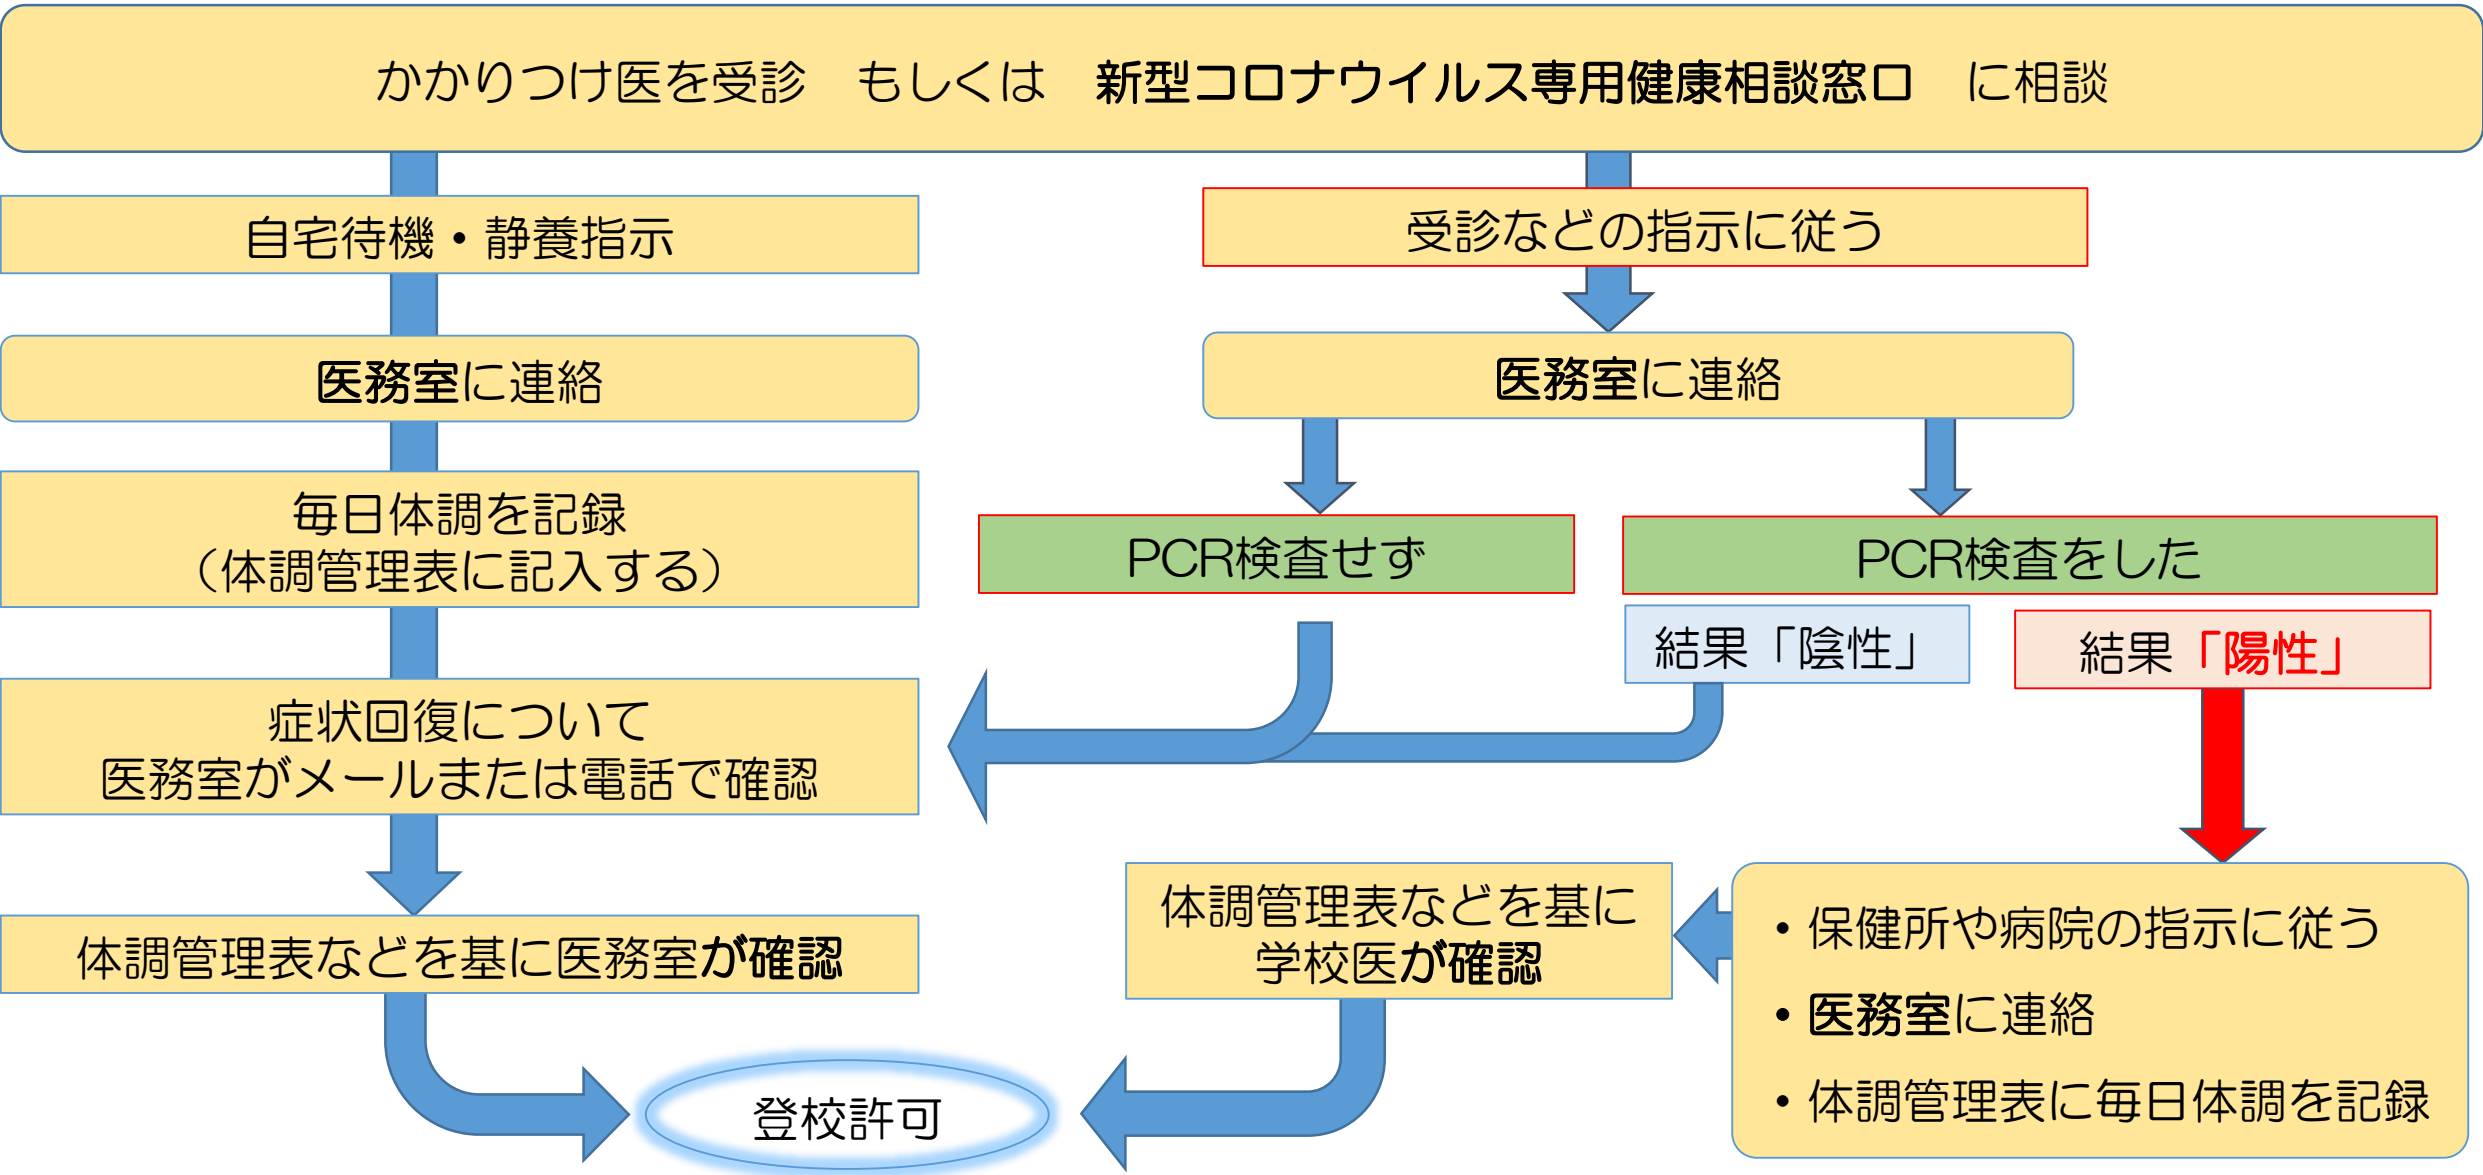 かかりつけ医を受診　もしくは　新型コロナウイルス専用健康相談窓口　に相談
自宅待機・静養指示
医務室に連絡
毎日体調を記録
（体調管理表に記入する）
症状回復について
医務室がメールまたは電話で確認
体調管理表などを基に医務室が確認
受診などの指示に従う
医務室に連絡
PCR検査せず
PCR検査をした
結果「陰性」
結果「陽性」
・保健所や病院の指示に従う
・医務室に連絡
・体調管理表に毎日体調を記録
体調管理表などを基に
学校医が確認
登校許可